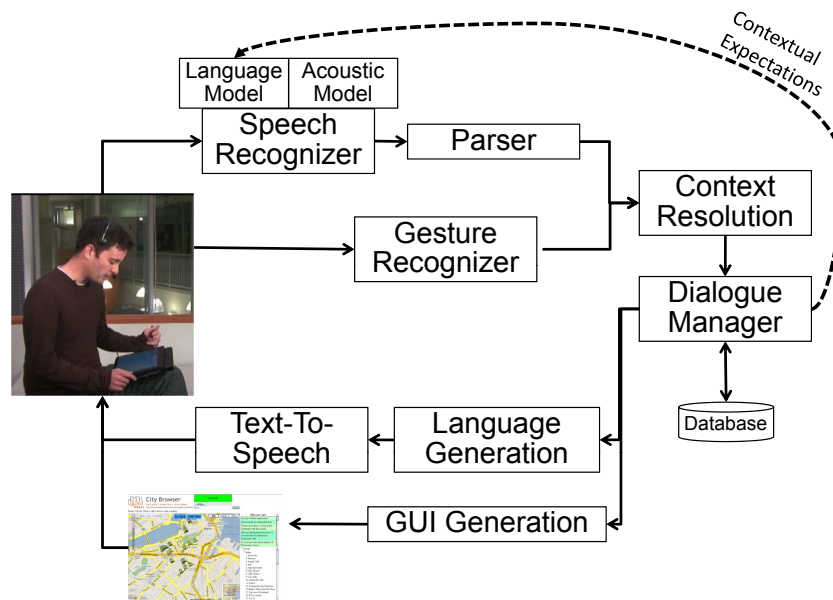 Contextual
Expectations
Language
Model
Acoustic
Model
Speech
Recognizer
Parser
Context
Resolution
Gesture
Recognizer
Dialogue
Manager
Text-To-
Speech
Language
Generation
Database
City Browser
GUI Generation